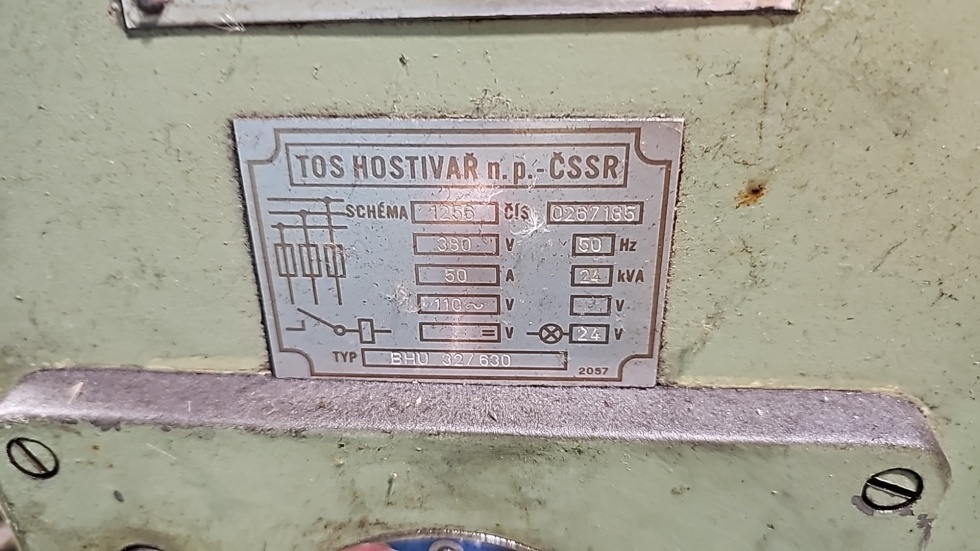 TOS HOSTIVAŘ n.p.-ČSSR
SCHÉMA 1256 ČÍS 0267185
380 V 50 Hz
50 A 24 kVA
110 ~ V V
= V 24 V
TYP BHU 32/630
2057